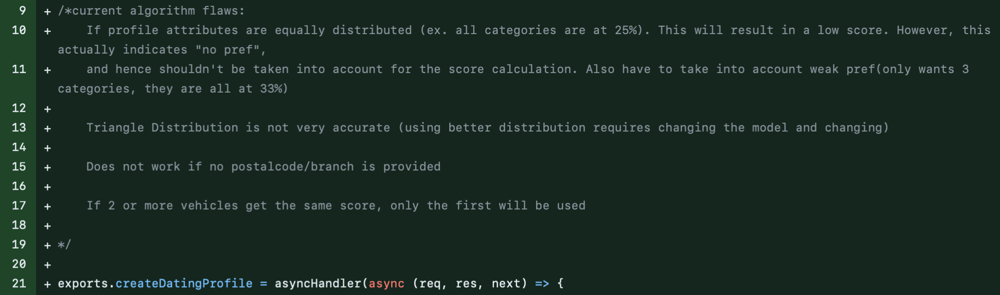 9 + /*current algorithm flaws:
10 + If profile attributes are equally distributed (ex. all categories are at 25%). This will result in a low score. However, this
actually indicates "no pref",
11 + and hence shouldn't be taken into account for the score calculation. Also have to take into account weak pref(only wants 3
categories, they are all at 33%)
12 +
13 + Triangle Distribution is not very accurate (using better distribution requires changing the model and changing)
14 +
15 + Does not work if no postalcode/branch is provided
16 +
17 + If 2 or more vehicles get the same score, only the first will be used
18 +
19 + */
20 +
21 + exports.createDatingProfile = asyncHandler(async (req, res, next) => {